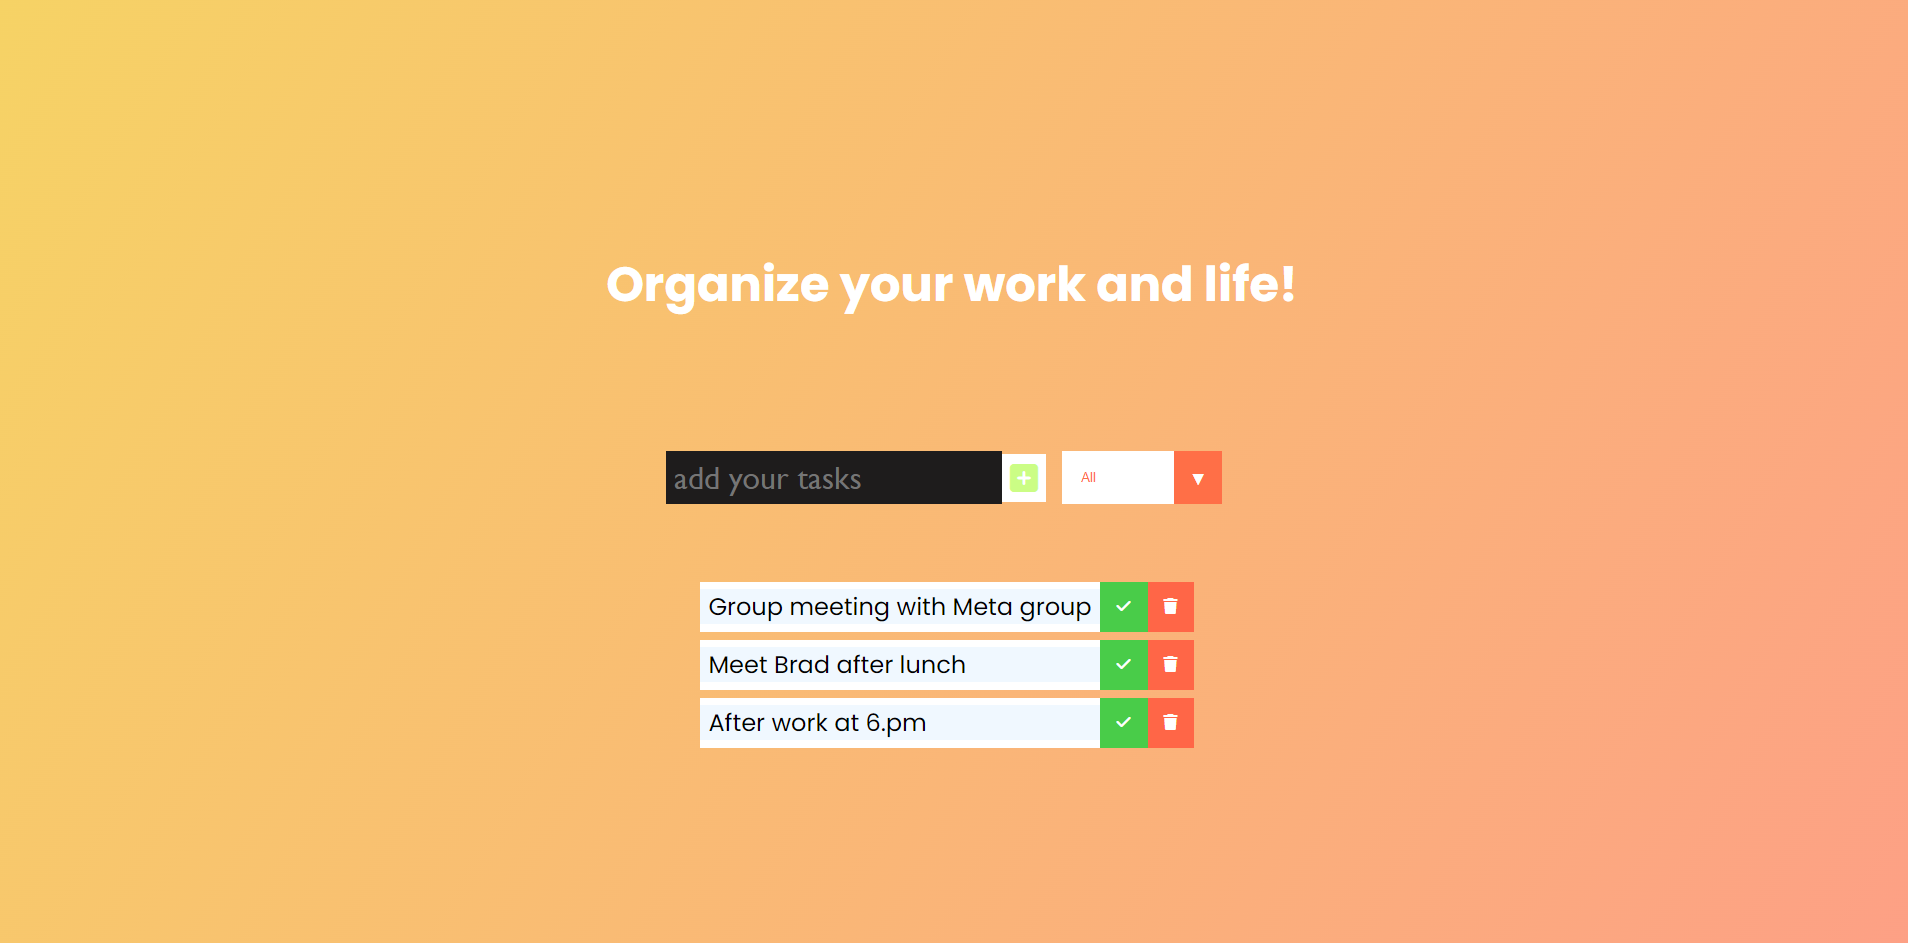 Organize your work and life!
add your tasks
All
Group meeting with Meta group
Meet Brad after lunch
After work at 6.pm